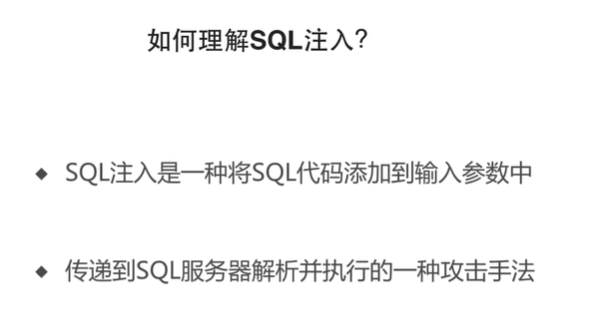 如何理解SQL注入?
◆ SQL注入是一种将SQL代码添加到输入参数中
◆ 传递到SQL服务器解析并执行的一种攻击手法